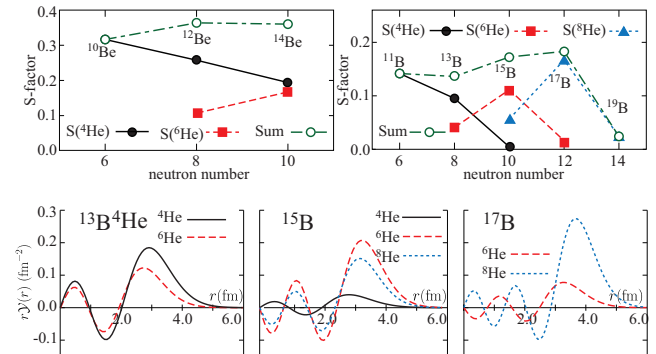 0.4
0.3
0.2
0.1
0.0
S-factor
¹⁰Be
¹²Be
¹⁴Be
S(⁴He)
S(⁶He)
Sum
6
8
10
neutron number
0.2
0.1
0.0
S-factor
S(⁴He)
S(⁶He)
S(⁸He)
¹¹B
¹³B
¹⁵B
¹⁷B
¹⁹B
Sum
6
8
10
12
14
neutron number
0.3
0.2
0.1
0.0
-0.1
r𝒴(r) (fm⁻²)
¹³B⁴He
⁴He
⁶He
r(fm)
2.0
4.0
6.0
¹⁵B
⁴He
⁶He
⁸He
r(fm)
2.0
4.0
6.0
¹⁷B
⁶He
⁸He
r(fm)
2.0
4.0
6.0